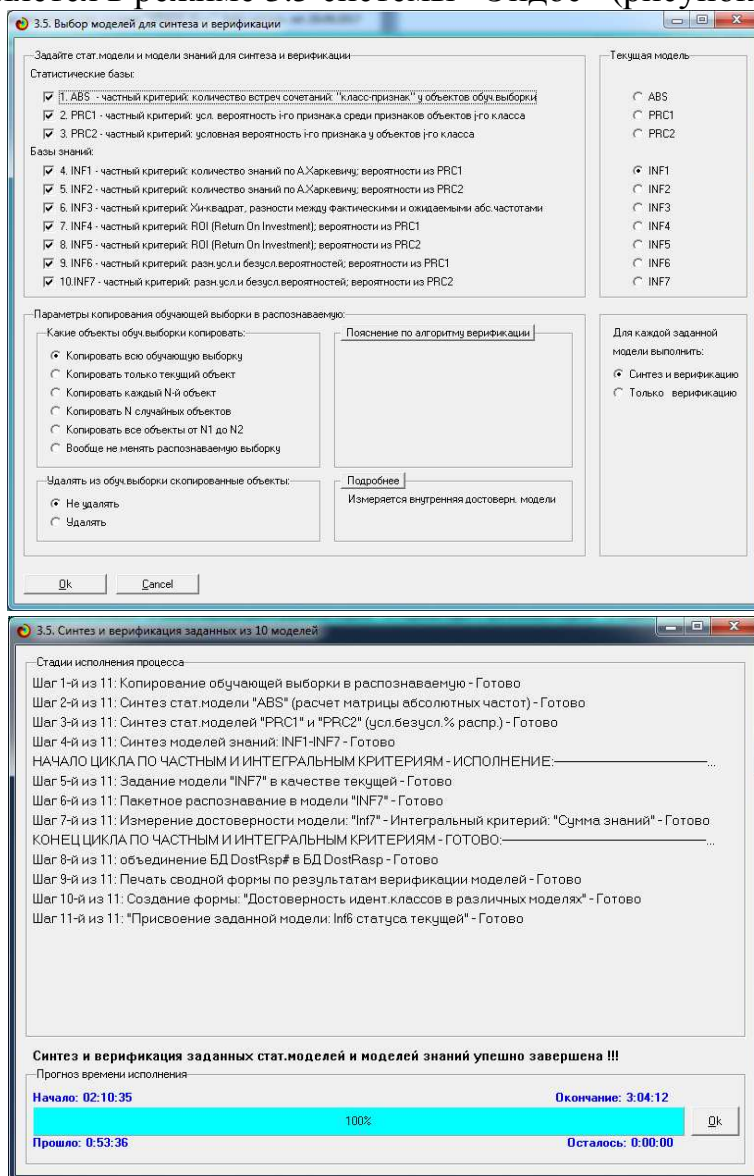 в режиме 3.5 системы
(рисунок
3.5. Выбор моделей для синтеза и верификации
Задайте стат.модели и модели знаний для синтеза и верификации
Статистические базы:
1. ABS - частный критерий: количество встреч сочетаний: "класс-признак" у объектов обуч.выборки
2. PRC1 - частный критерий: усл. вероятность i-го признака среди признаков объектов j-го класса
3. PRC2 - частный критерий: условная вероятность i-го признака у объектов j-го класса
Базы знаний:
4. INF1 - частный критерий: количество знаний по А.Харкевичу; вероятности из PRC1
5. INF2 - частный критерий: количество знаний по А.Харкевичу; вероятности из PRC2
6. INF3 - частный критерий: Хи-квадрат, разности между фактическими и ожидаемыми абс.частотами
7. INF4 - частный критерий: ROI (Return On Investment); вероятности из PRC1
8. INF5 - частный критерий: ROI (Return On Investment); вероятности из PRC2
9. INF6 - частный критерий: разн.усл.и безусл.вероятностей; вероятности из PRC1
10.INF7 - частный критерий: разн.усл.и безусл.вероятностей; вероятности из PRC2
Текущая модель
ABS
PRC1
PRC2
INF1
INF2
INF3
INF4
INF5
INF6
INF7
Параметры копирования обучающей выборки в распознаваемую:
Какие объекты обуч.выборки копировать:
Копировать всю обучающую выборку
Копировать только текущий объект
Копировать каждый N-й объект
Копировать N случайных объектов
Копировать все объекты от N1 до N2
Вообще не менять распознаваемую выборку
Пояснение по алгоритму верификации
Удалять из обуч.выборки скопированные объекты:
Не удалять
Удалять
Подробнее
Измеряется внутренняя достоверн. модели
Для каждой заданной
модели выполнить:
Синтез и верификацию
Только верификацию
Ok
Cancel
3.5. Синтез и верификация заданных из 10 моделей
Стадии исполнения процесса
Шаг 1-й из 11: Копирование обучающей выборки в распознаваемую - Готово
Шаг 2-й из 11: Синтез стат.модели "ABS" (расчет матрицы абсолютных частот) - Готово
Шаг 3-й из 11: Синтез стат.моделей "PRC1" и "PRC2" (усл.безусл.% распр.) - Готово
Шаг 4-й из 11: Синтез моделей знаний: INF1-INF7 - Готово
НАЧАЛО ЦИКЛА ПО ЧАСТНЫМ И ИНТЕГРАЛЬНЫМ КРИТЕРИЯМ - ИСПОЛНЕНИЕ:------------...
Шаг 5-й из 11: Задание модели "INF7" в качестве текущей - Готово
Шаг 6-й из 11: Пакетное распознавание в модели "INF7" - Готово
Шаг 7-й из 11: Измерение достоверности модели: "Inf7" - Интегральный критерий: "Сумма знаний" - Готово
КОНЕЦ ЦИКЛА ПО ЧАСТНЫМ И ИНТЕГРАЛЬНЫМ КРИТЕРИЯМ - ГОТОВО:------------...
Шаг 8-й из 11: объединение БД DostRsp# в БД DostRasp - Готово
Шаг 9-й из 11: Печать сводной формы по результатам верификации моделей - Готово
Шаг 10-й из 11: Создание формы: "Достоверность идент.классов в различных моделях" - Готово
Шаг 11-й из 11: "Присвоение заданной модели: Inf6 статуса текущей" - Готово
Синтез и верификация заданных стат.моделей и моделей знаний упешно завершена !!!
Прогноз времени исполнения
Начало: 02:10:35
Окончание: 3:04:12
100%
Ok
Прошло: 0:53:36
Осталось: 0:00:00